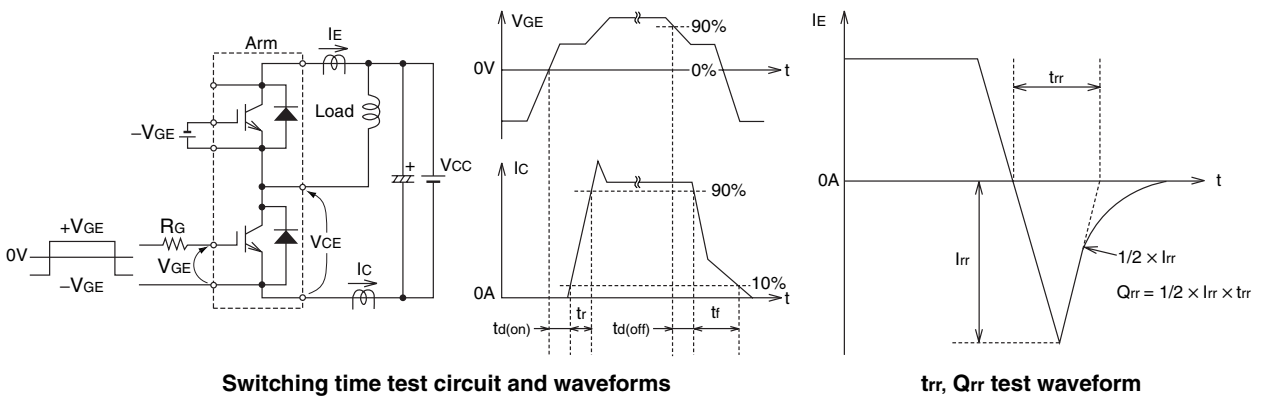 Arm
IE
Load
−VGE
+
VCC
+VGE
0V
−VGE
RG
VGE
VCE
IC
VGE
90%
0V
0%
t
IC
90%
0A
10%
t
td(on)
tr
td(off)
tf
IE
trr
0A
t
Irr
1/2 × Irr
Qrr = 1/2 × Irr × trr
Switching time test circuit and waveforms
trr, Qrr test waveform